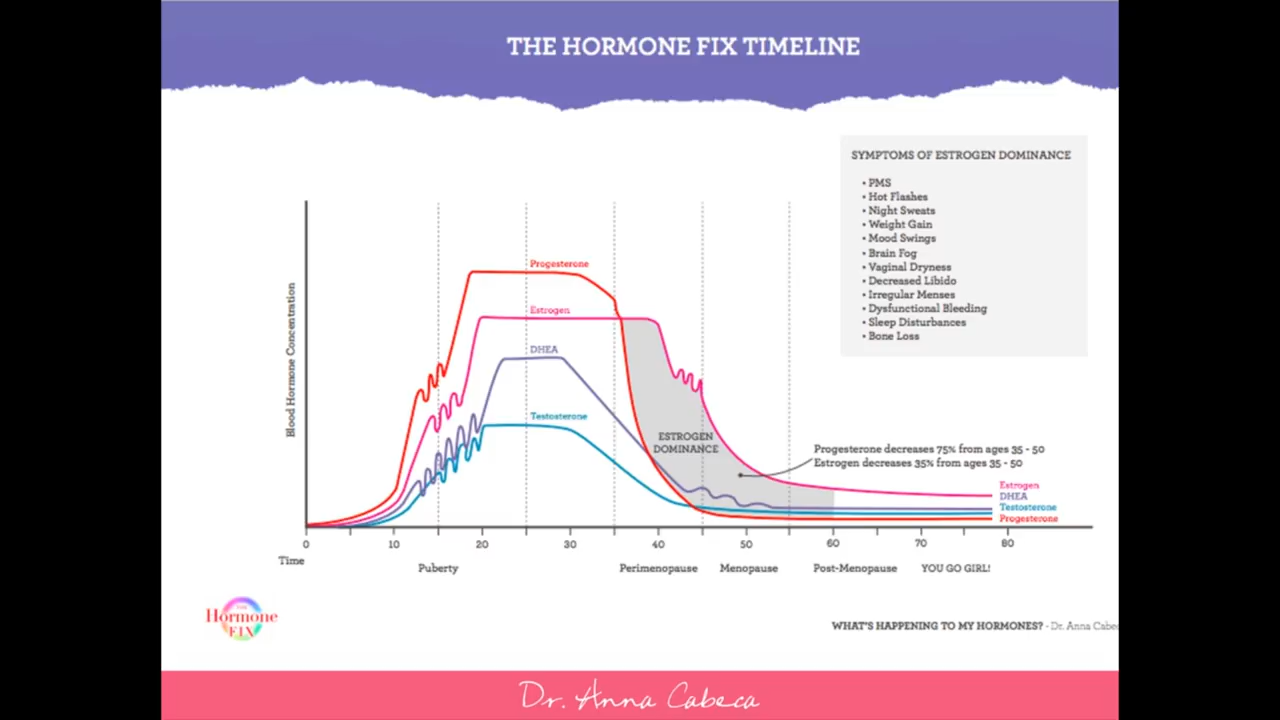 THE HORMONE FIX TIMELINE
SYMPTOMS OF ESTROGEN DOMINANCE
• PMS
• Hot Flashes
• Night Sweats
• Weight Gain
• Mood Swings
• Brain Fog
• Vaginal Dryness
• Decreased Libido
• Irregular Menses
• Dysfunctional Bleeding
• Sleep Disturbances
• Bone Loss
Blood Hormone Concentration
Progesterone
Estrogen
DHEA
Testosterone
ESTROGEN
DOMINANCE
Progesterone decreases 75% from ages 35 - 50
Estrogen decreases 35% from ages 35 - 50
Estrogen
DHEA
Testosterone
Progesterone
0 10 20 30 40 50 60 70 80
Time
Puberty Perimenopause Menopause Post-Menopause YOU GO GIRL!
THE
Hormone
FIX
WHAT'S HAPPENING TO MY HORMONES? - Dr. Anna
Dr. Anna Cabeca